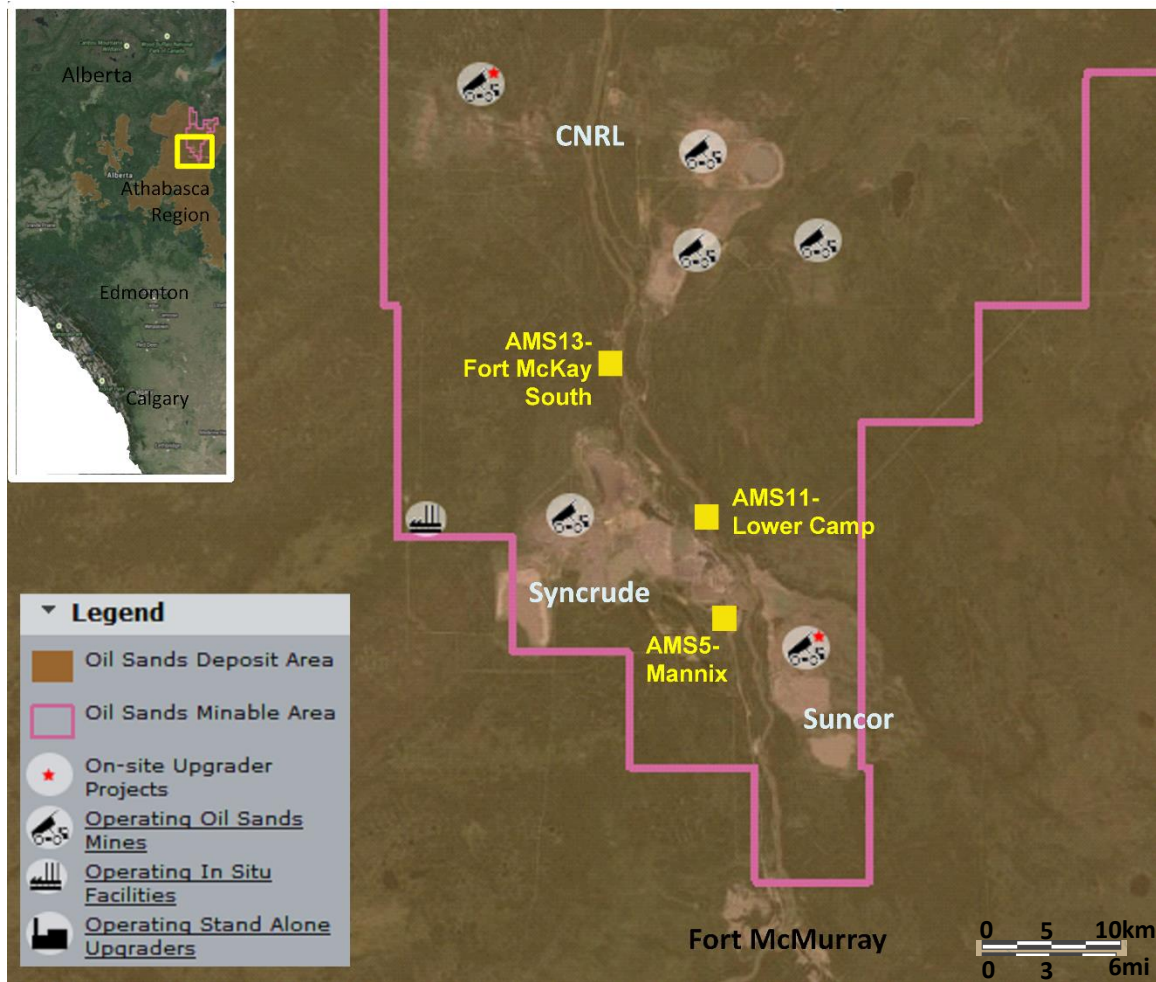 Alberta
Alberta
Athabasca
Region
Edmonton
Calgary
CNRL
AMS13-
Fort McKay
South
AMS11-
Lower Camp
Syncrude
AMS5-
Mannix
Suncor
Fort McMurray
Legend
Oil Sands Deposit Area
Oil Sands Minable Area
On-site Upgrader
Projects
Operating Oil Sands
Mines
Operating In Situ
Facilities
Operating Stand Alone
Upgraders
0 5 10km
0 3 6mi